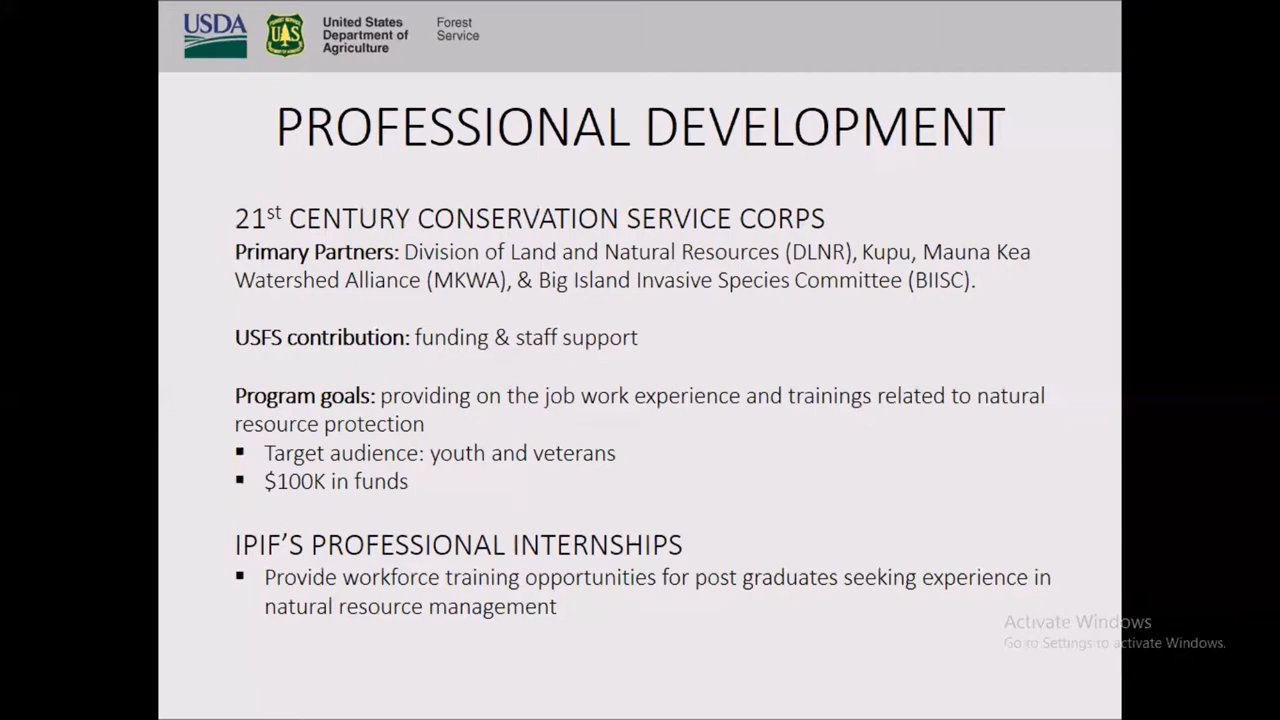 USDA
UAS
United States
Department of
Agriculture
Forest
Service
PROFESSIONAL DEVELOPMENT
21st CENTURY CONSERVATION SERVICE CORPS
Primary Partners: Division of Land and Natural Resources (DLNR), Kupu, Mauna Kea
Watershed Alliance (MKWA), & Big Island Invasive Species Committee (BIISC).
USFS contribution: funding & staff support
Program goals: providing on the job work experience and trainings related to natural
resource protection
▪ Target audience: youth and veterans
▪ $100K in funds
IPIF’S PROFESSIONAL INTERNSHIPS
▪ Provide workforce training opportunities for post graduates seeking experience in
natural resource management
Activate Windows
Go to Settings to activate Windows.